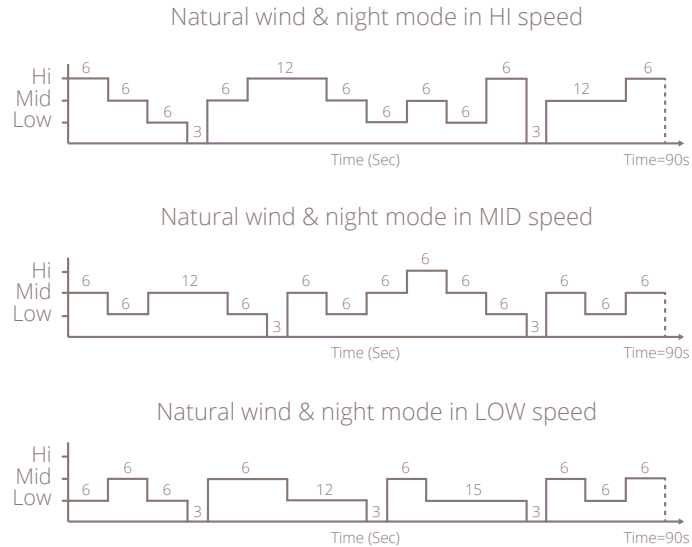 Natural wind & night mode in HI speed
Hi 6 12 6 6
Mid 6 6 6 6 12
Low 6 6 6
3 3
Time (Sec) Time=90s
Natural wind & night mode in MID speed
Hi 6
Mid 6 12 6 6 6 6 6
Low 6 6 6 6 6
3 3
Time (Sec) Time=90s
Natural wind & night mode in LOW speed
Hi
Mid 6 6 6 6 6
Low 6 6 12 15 6
3 3 3
Time (Sec) Time=90s